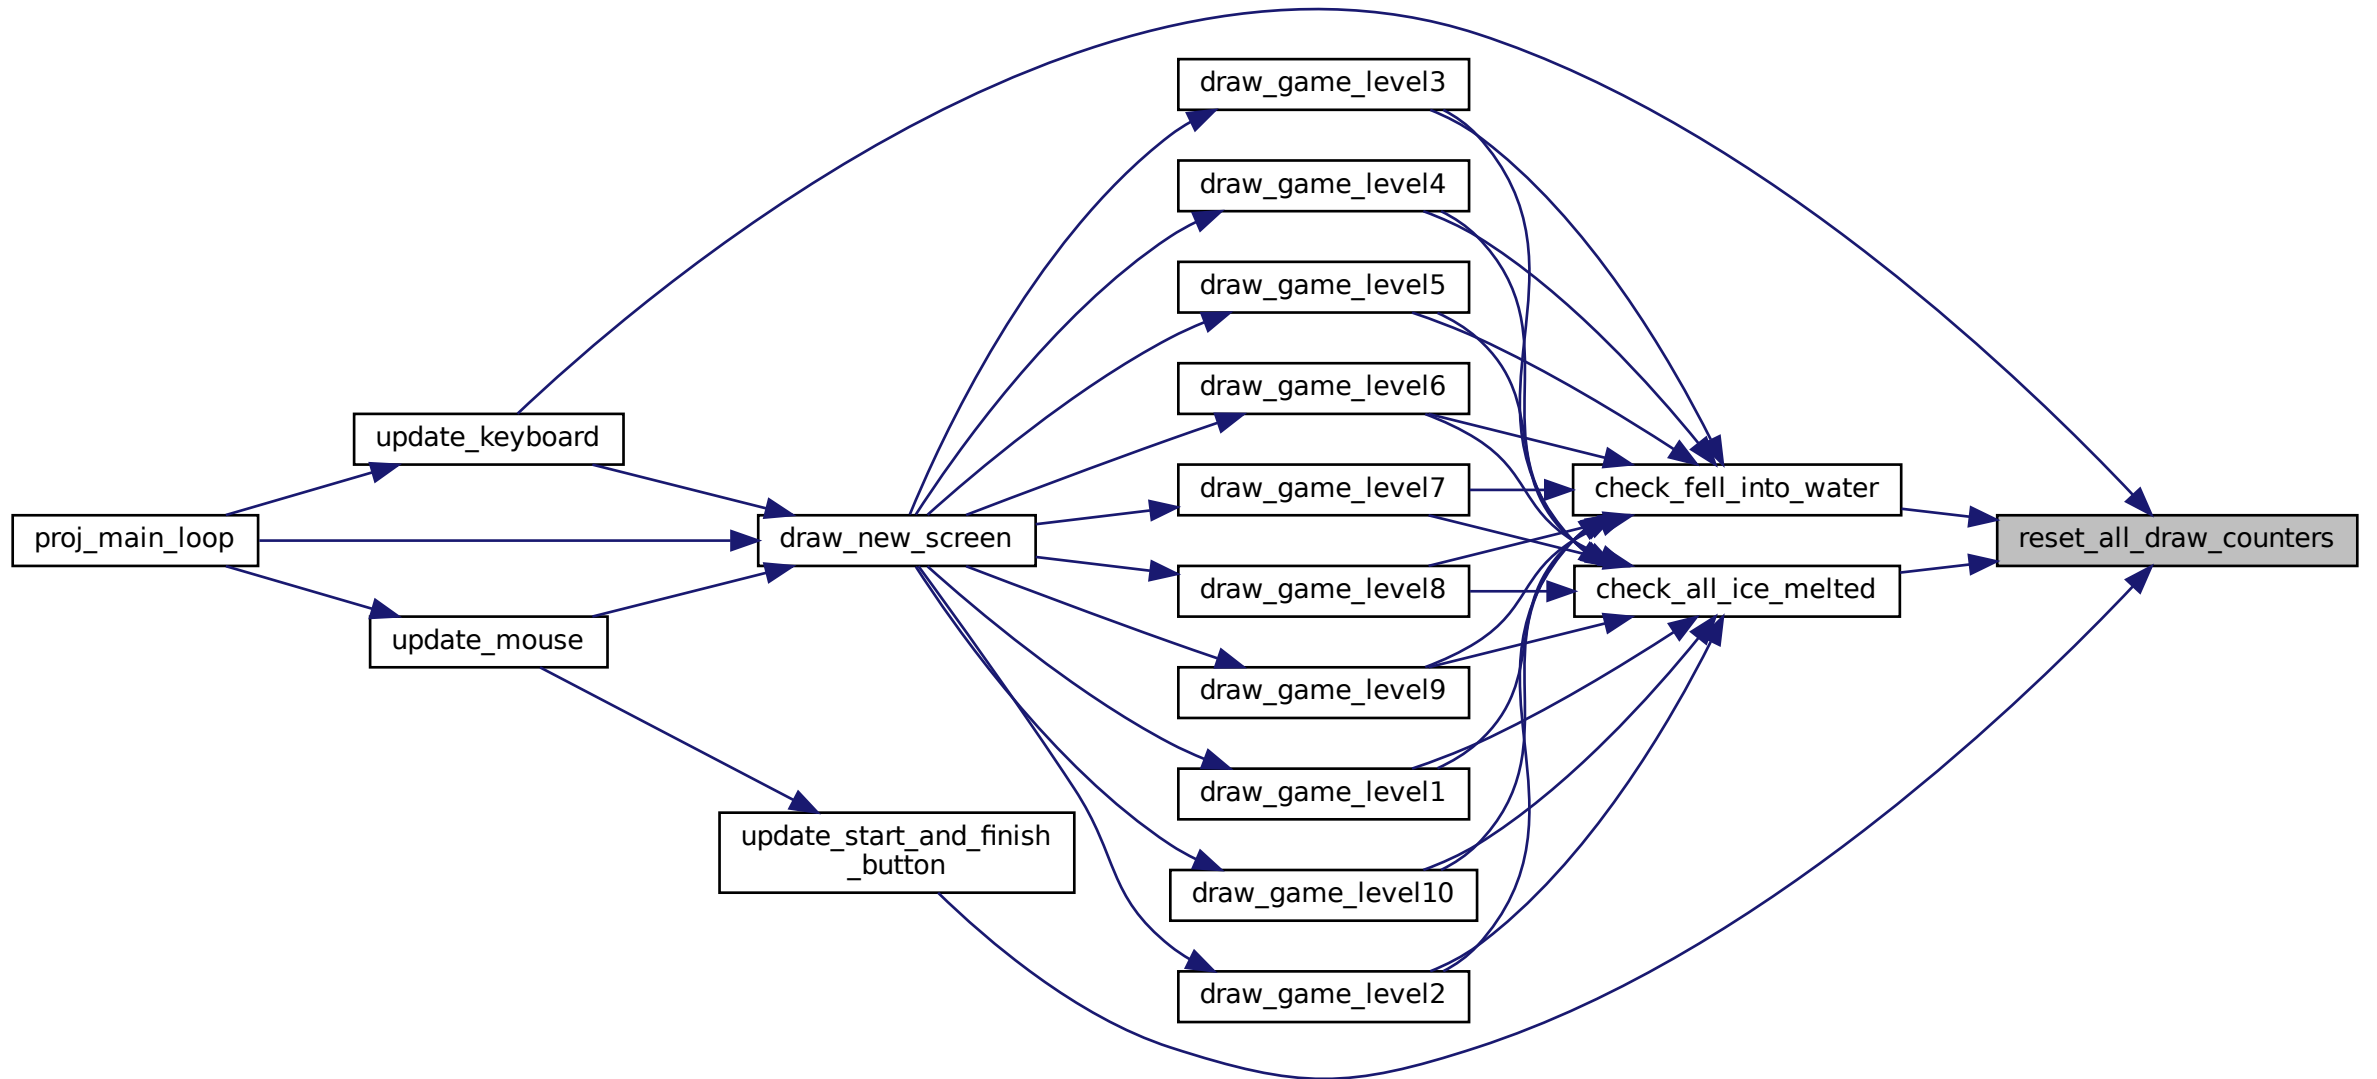 draw_game_level3
draw_game_level4
draw_game_level5
draw_game_level6
update_keyboard
draw_game_level7
check_fell_into_water
proj_main_loop
draw_new_screen
reset_all_draw_counters
draw_game_level8
check_all_ice_melted
update_mouse
draw_game_level9
draw_game_level1
update_start_and_finish
_button
draw_game_level10
draw_game_level2